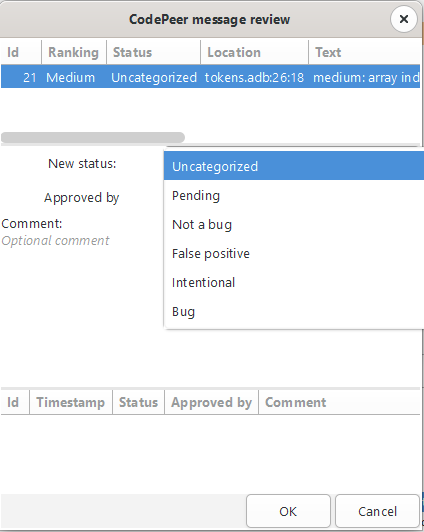 CodePeer message review
Id Ranking Status Location Text
21 Medium Uncategorized tokens.adb:26:18 medium: array ind
New status:
Uncategorized
Pending
Not a bug
False positive
Intentional
Bug
Approved by
Comment:
Optional comment
Id Timestamp Status Approved by Comment
OK Cancel